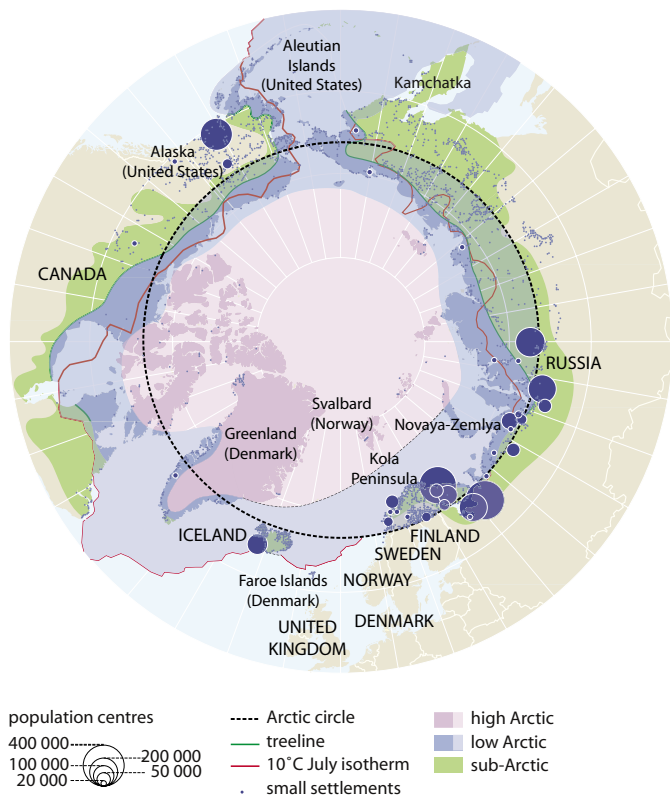 Aleutian
Islands
(United States)
Kamchatka
Alaska
(United States)
CANADA
RUSSIA
Svalbard
(Norway)
Novaya-Zemlya
Greenland
(Denmark)
Kola
Peninsula
ICELAND
FINLAND
SWEDEN
Faroe Islands
(Denmark)
NORWAY
DENMARK
UNITED
KINGDOM
population centres
400 000
200 000
100 000
50 000
20 000
Arctic circle
treeline
10˚C July isotherm
small settlements
high Arctic
low Arctic
sub-Arctic